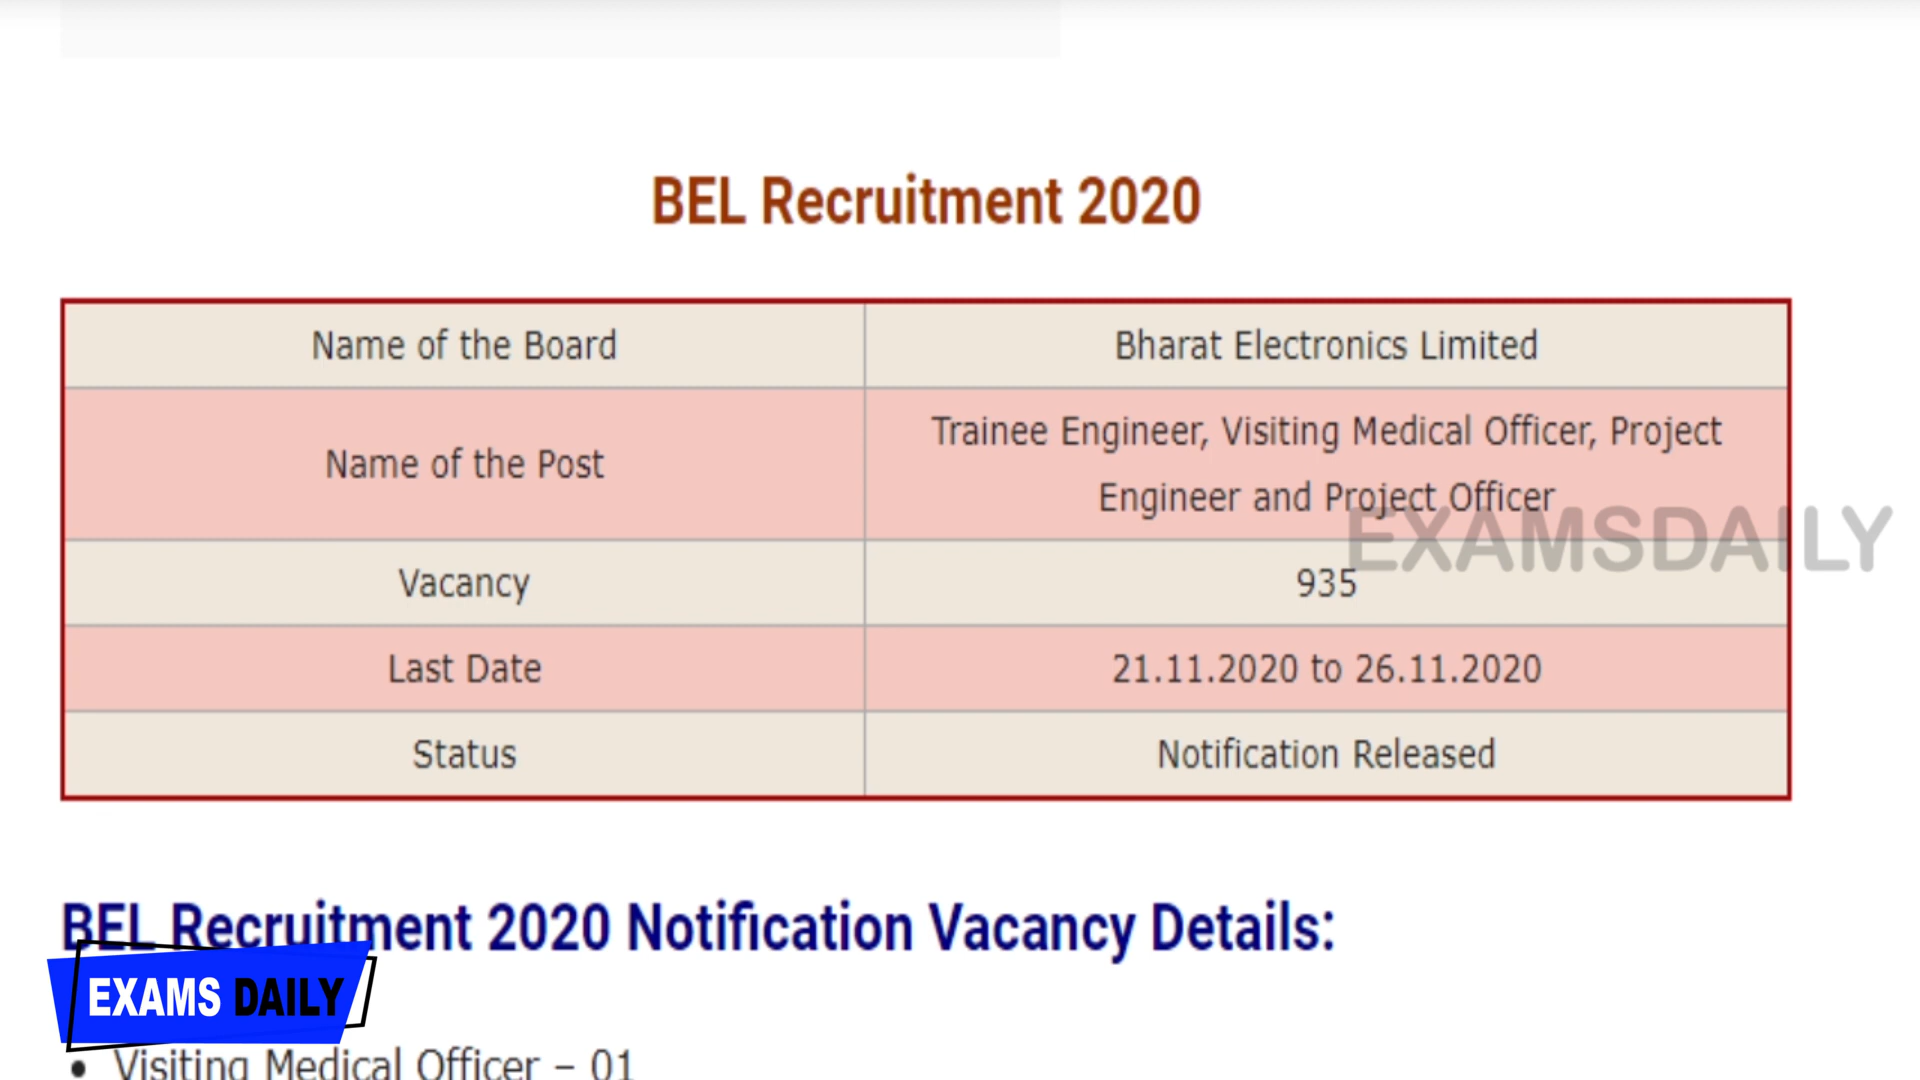 BEL Recruitment 2020
Name of the Board
Bharat Electronics Limited
Name of the Post
Trainee Engineer, Visiting Medical Officer, Project
Engineer and Project Officer
EXAMSDAILY
Vacancy
935
Last Date
21.11.2020 to 26.11.2020
Status
Notification Released
BEL Recruitment 2020 Notification Vacancy Details:
EXAMS DAILY
• Visiting Medical Officer – 01